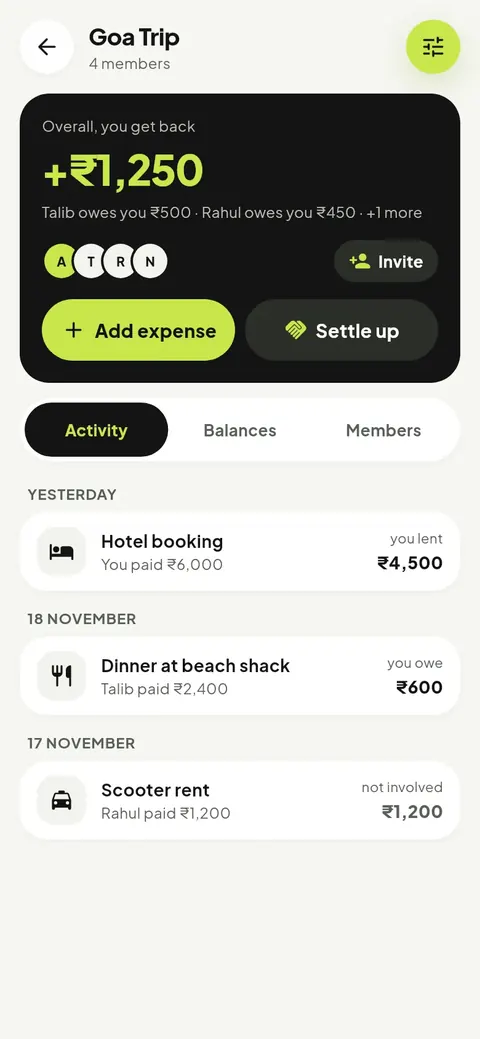 Goa Trip
4 members
Overall, you get back
+₹1,250
Talib owes you ₹500 · Rahul owes you ₹450 · +1 more
A T R N
Invite
+ Add expense
Settle up
Activity
Balances
Members
YESTERDAY
Hotel booking
you lent
You paid ₹6,000
₹4,500
18 NOVEMBER
Dinner at beach shack
you owe
Talib paid ₹2,400
₹600
17 NOVEMBER
Scooter rent
not involved
Rahul paid ₹1,200
₹1,200